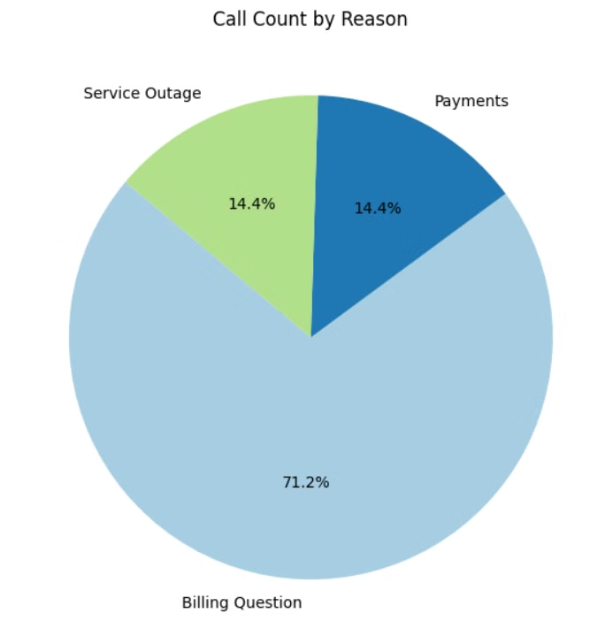 Call Count by Reason
Service Outage
Payments
14.4%
14.4%
71.2%
Billing Question